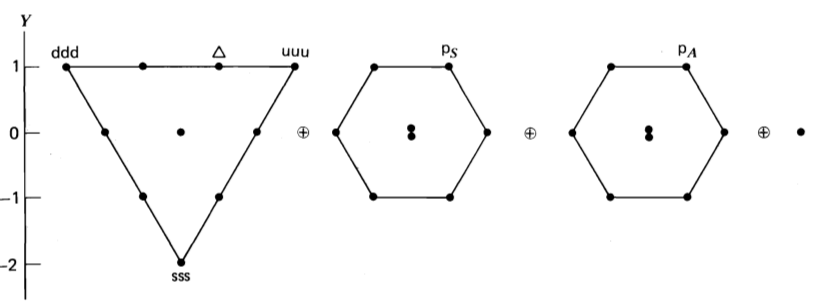 Y
ddd Δ uuu p_S p_A
1
0 ⊕ ⊕ ⊕
–1
–2
sss